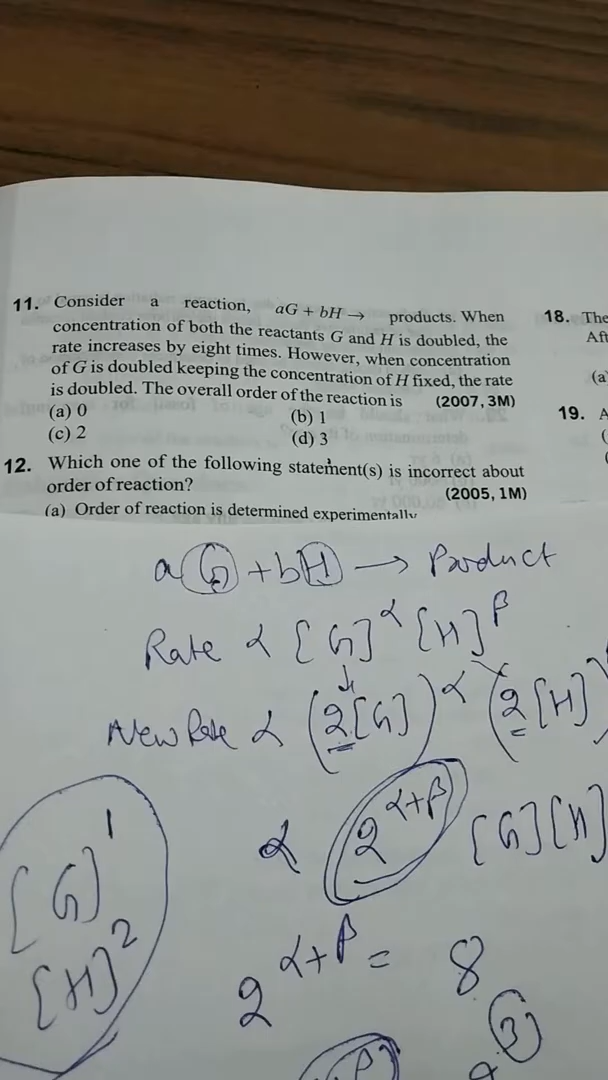 11. Consider a reaction, aG + bH → products. When
concentration of both the reactants G and H is doubled, the
rate increases by eight times. However, when concentration
of G is doubled keeping the concentration of H fixed, the rate
is doubled. The overall order of the reaction is (2007, 3M)
(a) 0 (b) 1
(c) 2 (d) 3
12. Which one of the following statement(s) is incorrect about
order of reaction? (2005, 1M)
(a) Order of reaction is determined experimentally
18. The
Aft
(a
19. A
(
aG + bH → Product
Rate α [G]^α [H]^β
New Rate α (2[G])^α (2[H])
α 2^α+β [G][H]
[G]^1
[H]^2
2^α+β = 8
3